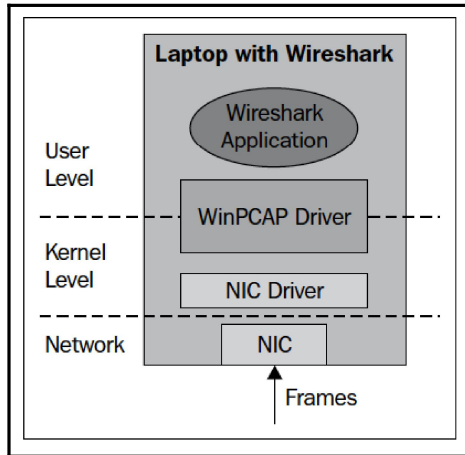 Laptop with Wireshark
Wireshark
Application
User
Level
WinPCAP Driver
Kernel
Level
NIC Driver
Network
NIC
Frames